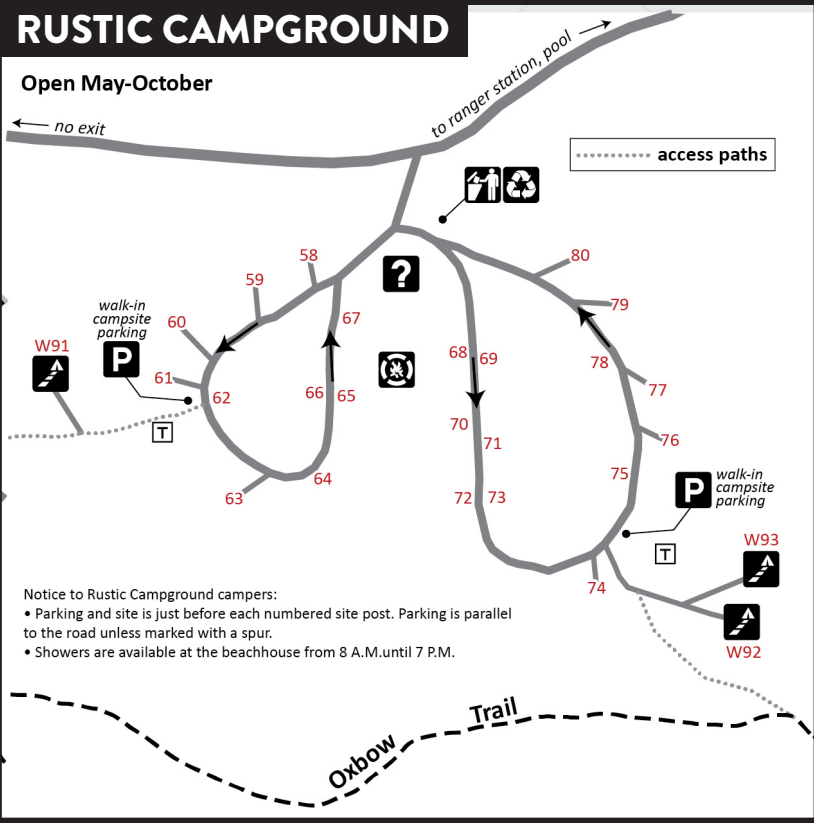 RUSTIC CAMPGROUND
Open May-October
to ranger station, pool
no exit
access paths
?
58
59
60
61
62
63
64
65
66
67
68
69
70
71
72
73
74
75
76
77
78
79
80
walk-in
campsite
parking
P
W91
T
walk-in
campsite
parking
P
T
W93
W92
Notice to Rustic Campground campers:
• Parking and site is just before each numbered site post. Parking is parallel
to the road unless marked with a spur.
• Showers are available at the beachhouse from 8 A.M.until 7 P.M.
Oxbow
Trail